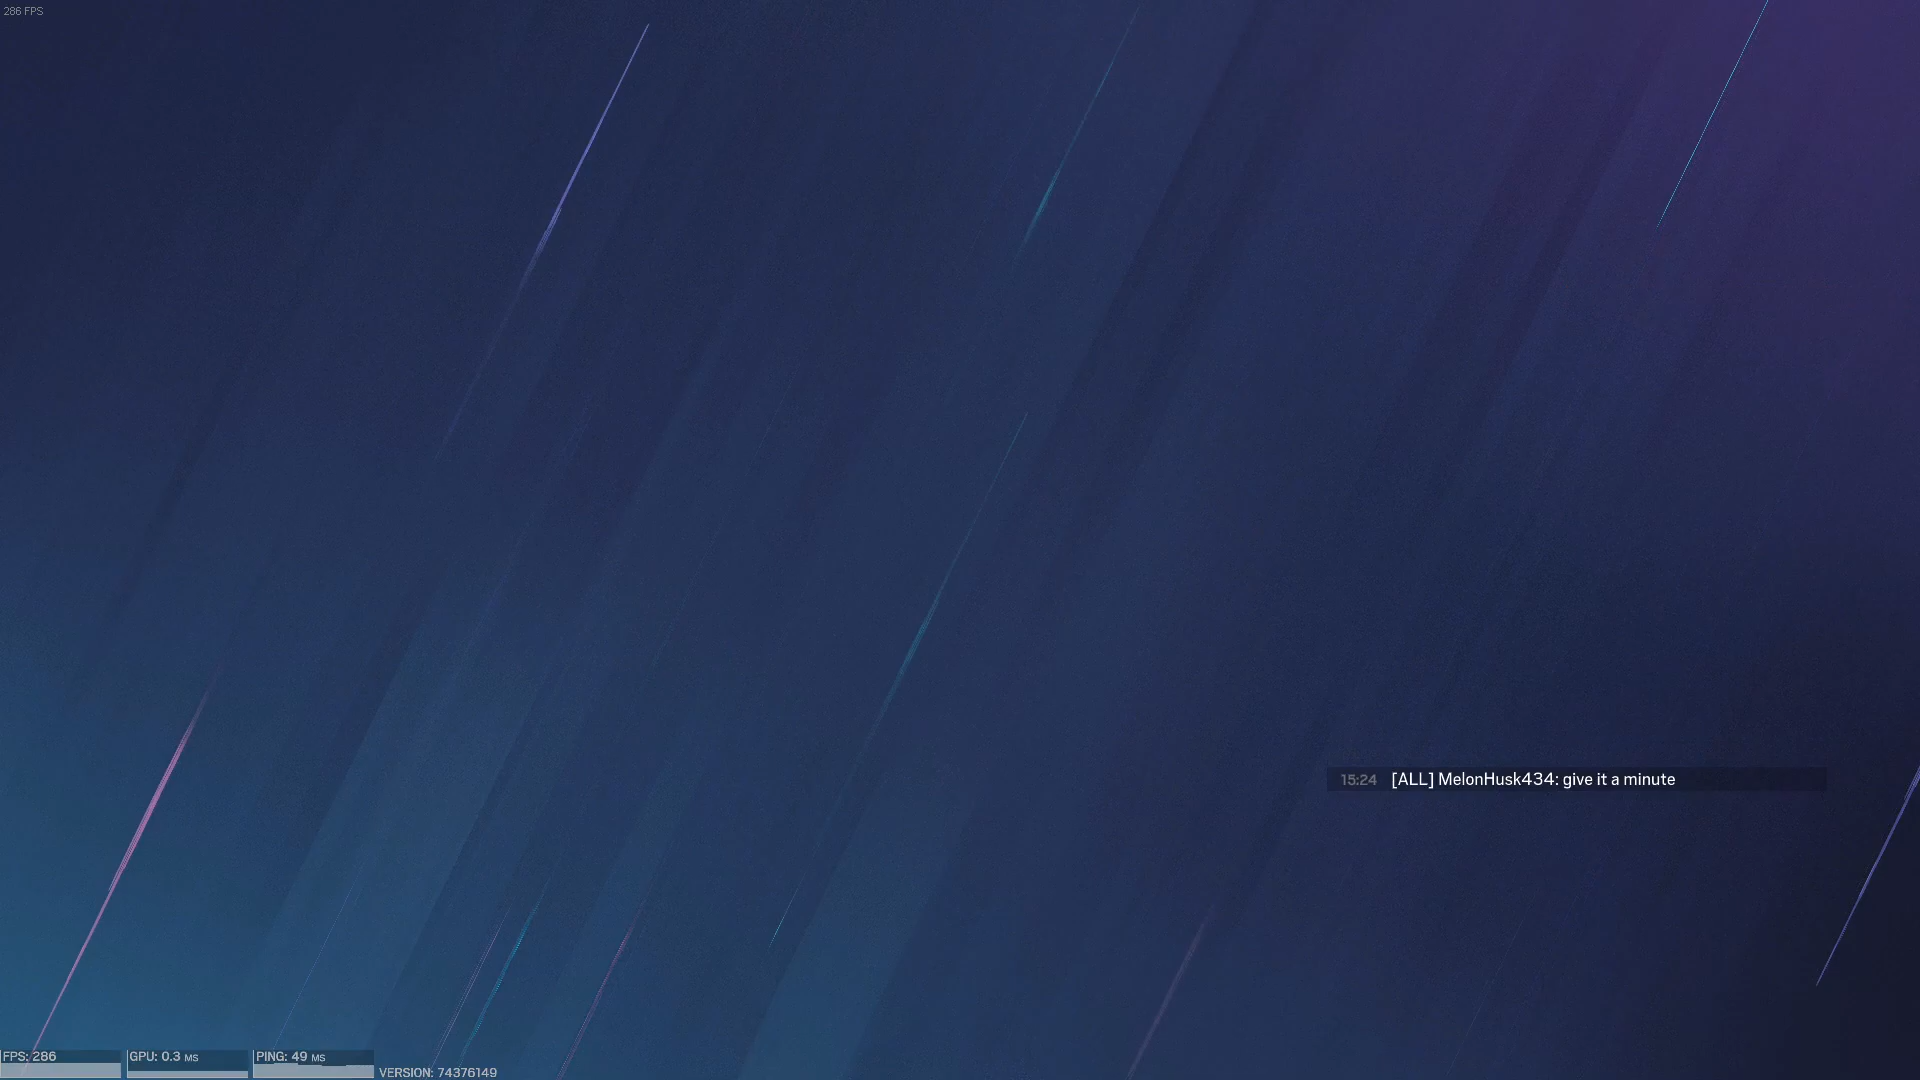 286 FPS
15:24 [ALL] MelonHusk434: give it a minute
FPS: 286 GPU: 0.3 MS PING: 49 MS
VERSION: 74376149